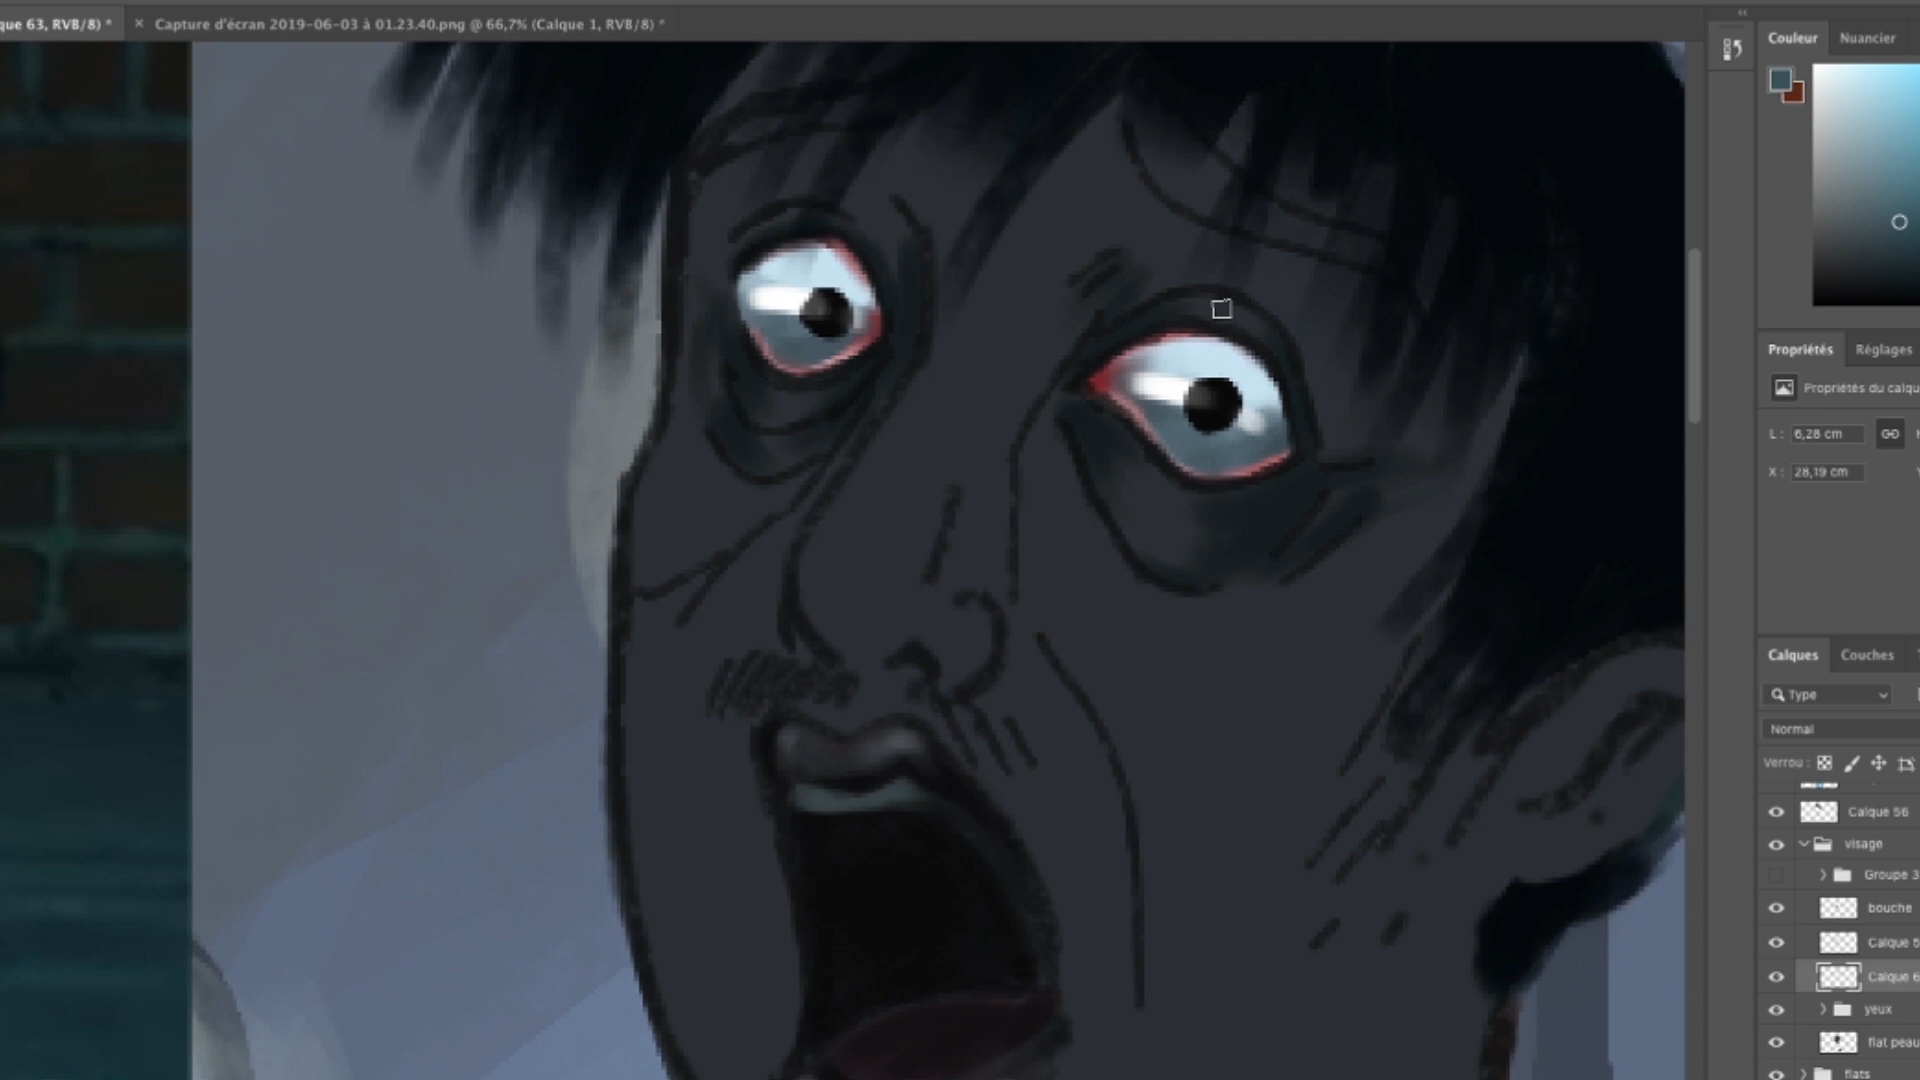 que 63, RVB/8) *
× Capture d'écran 2019-06-03 à 01.23.40.png @ 66,7% (Calque 1, RVB/8) *
Couleur Nuancier
Propriétés Réglages
Propriétés du calqu
L : 6,28 cm
X : 28,19 cm
Calques Couches
Type
Normal
Verrou :
Calque 56
visage
Groupe 3
bouche
Calque 5
Calque 6
yeux
flat peau
flats